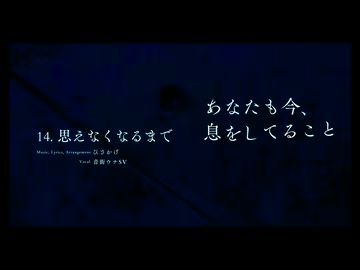 あなたも今、
息をしてること
14. 思えなくなるまで
Music, Lyrics, Arrangement ひさかげ
Vocal 音街ウナSV